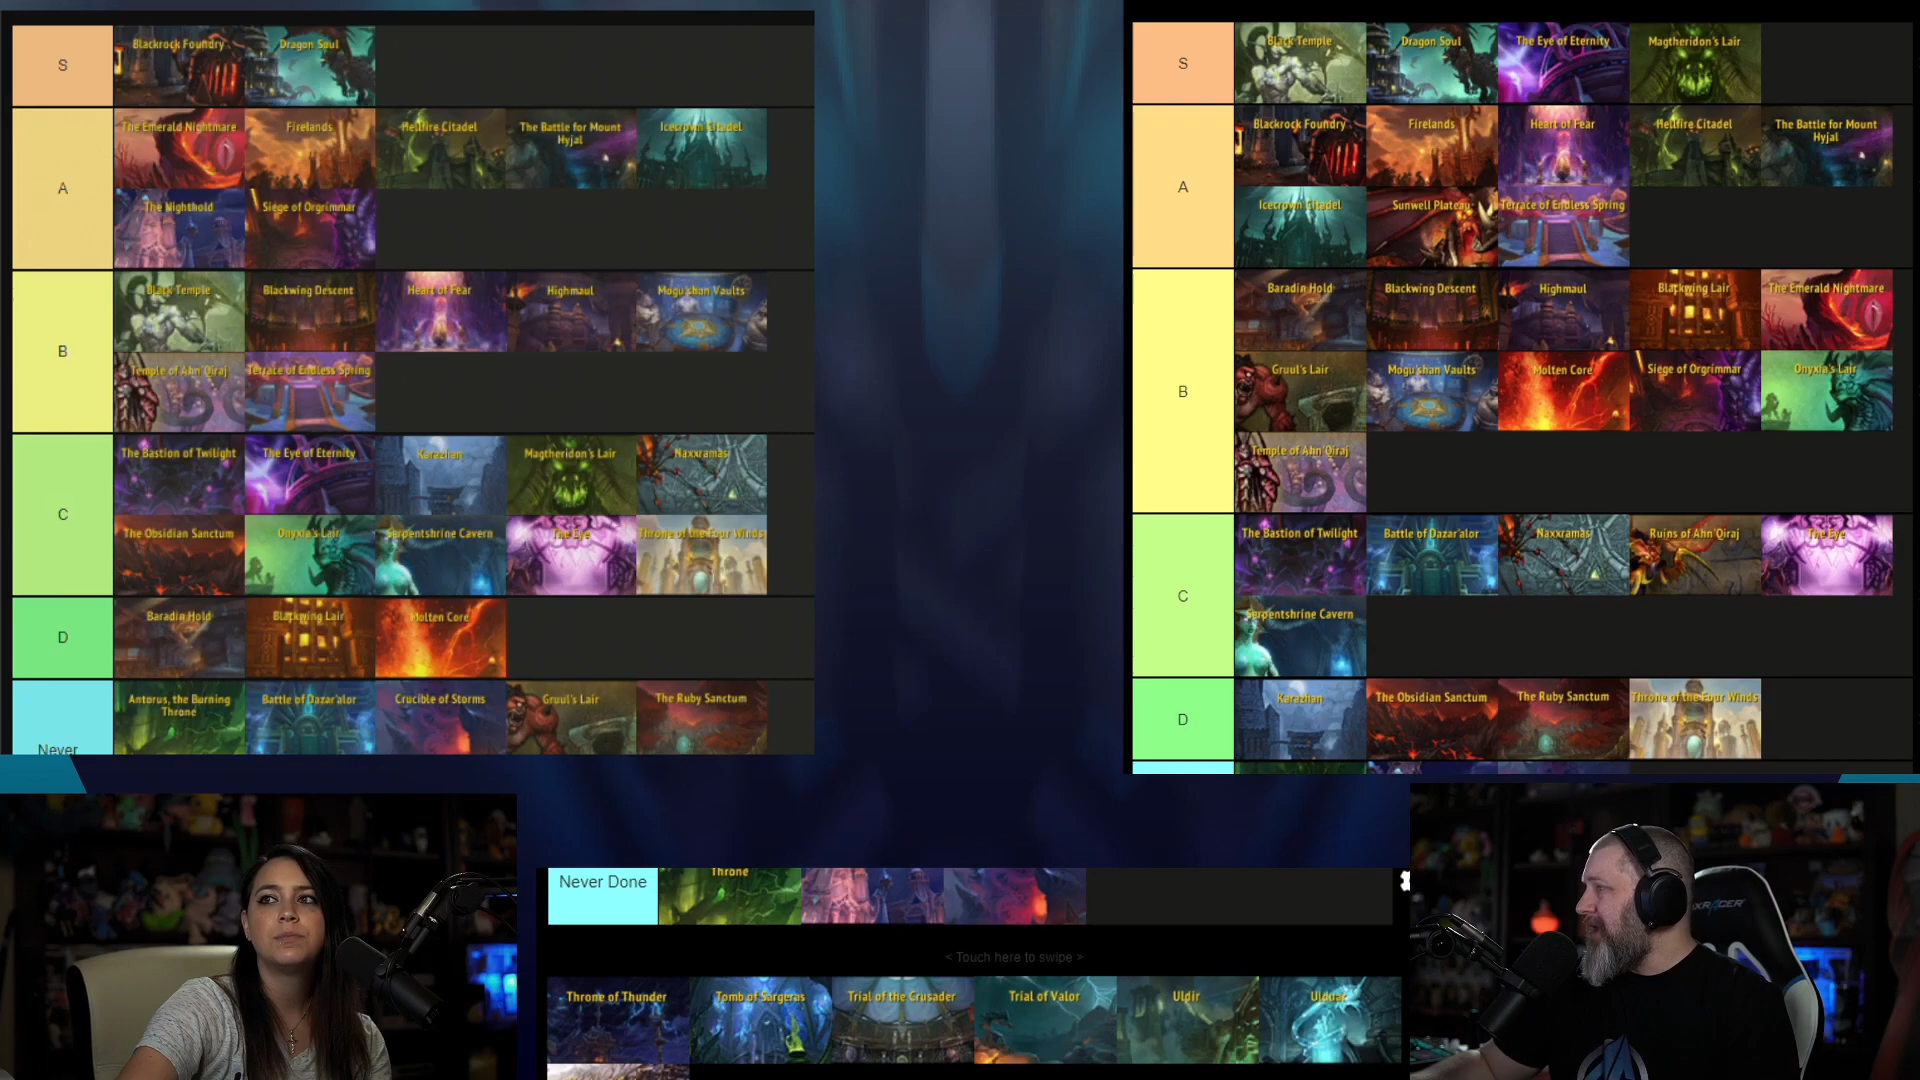 S
Blackrock Foundry
Dragon Soul
A
The Emerald Nightmare
Firelands
Hellfire Citadel
The Battle for Mount
Hyjal
Icecrown Citadel
The Nighthold
Siege of Orgrimmar
B
Black Temple
Blackwing Descent
Heart of Fear
Highmaul
Mogu'shan Vaults
Temple of Ahn'Qiraj
Terrace of Endless Spring
C
The Bastion of Twilight
The Eye of Eternity
Karazhan
Magtheridon's Lair
Naxxramas
The Obsidian Sanctum
Onyxia's Lair
Serpentshrine Cavern
The Eye
Throne of the Four Winds
D
Baradin Hold
Blackwing Lair
Molten Core
Never
Antorus, the Burning
Throne
Battle of Dazar'alor
Crucible of Storms
Gruul's Lair
The Ruby Sanctum
S
Black Temple
Dragon Soul
The Eye of Eternity
Magtheridon's Lair
A
Blackrock Foundry
Firelands
Heart of Fear
Hellfire Citadel
The Battle for Mount
Hyjal
Icecrown Citadel
Sunwell Plateau
Terrace of Endless Spring
B
Baradin Hold
Blackwing Descent
Highmaul
Blackwing Lair
The Emerald Nightmare
Gruul's Lair
Mogu'shan Vaults
Molten Core
Siege of Orgrimmar
Onyxia's Lair
Temple of Ahn'Qiraj
C
The Bastion of Twilight
Battle of Dazar'alor
Naxxramas
Ruins of Ahn'Qiraj
The Eye
Serpentshrine Cavern
D
Karazhan
The Obsidian Sanctum
The Ruby Sanctum
Throne of the Four Winds
Never Done
Throne
< Touch here to swipe >
Throne of Thunder
Tomb of Sargeras
Trial of the Crusader
Trial of Valor
Uldir
Ulduar